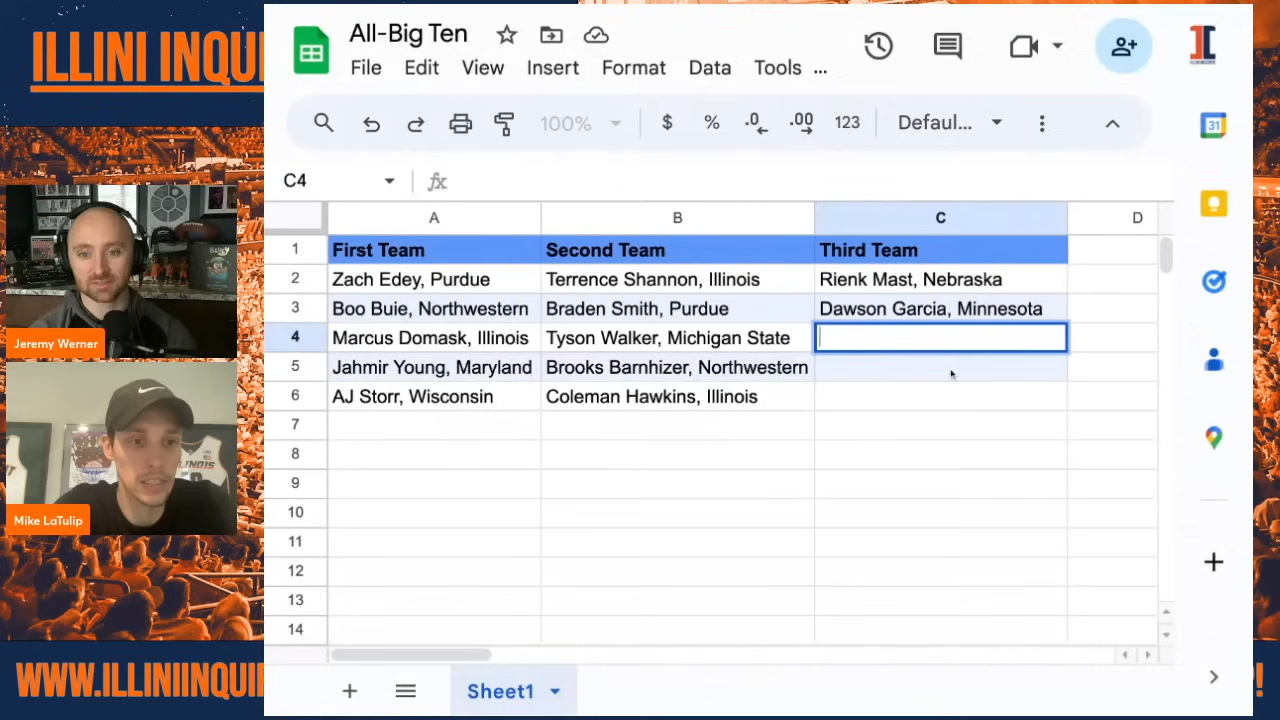 ILLINI INQUI
All-Big Ten
File Edit View Insert Format Data Tools ...
100% $ % .0 .00 123 Defaul...
31
C4 fx
A B C D
1 First Team Second Team Third Team
2 Zach Edey, Purdue Terrence Shannon, Illinois Rienk Mast, Nebraska
3 Boo Buie, Northwestern Braden Smith, Purdue Dawson Garcia, Minnesota
4 Marcus Domask, Illinois Tyson Walker, Michigan State
5 Jahmir Young, Maryland Brooks Barnhizer, Northwestern
6 AJ Storr, Wisconsin Coleman Hawkins, Illinois
7
8
9
10
11
12
13
14
Jeremy Werner
Mike LaTulip
Sheet1
WWW.ILLINIINQUI
!